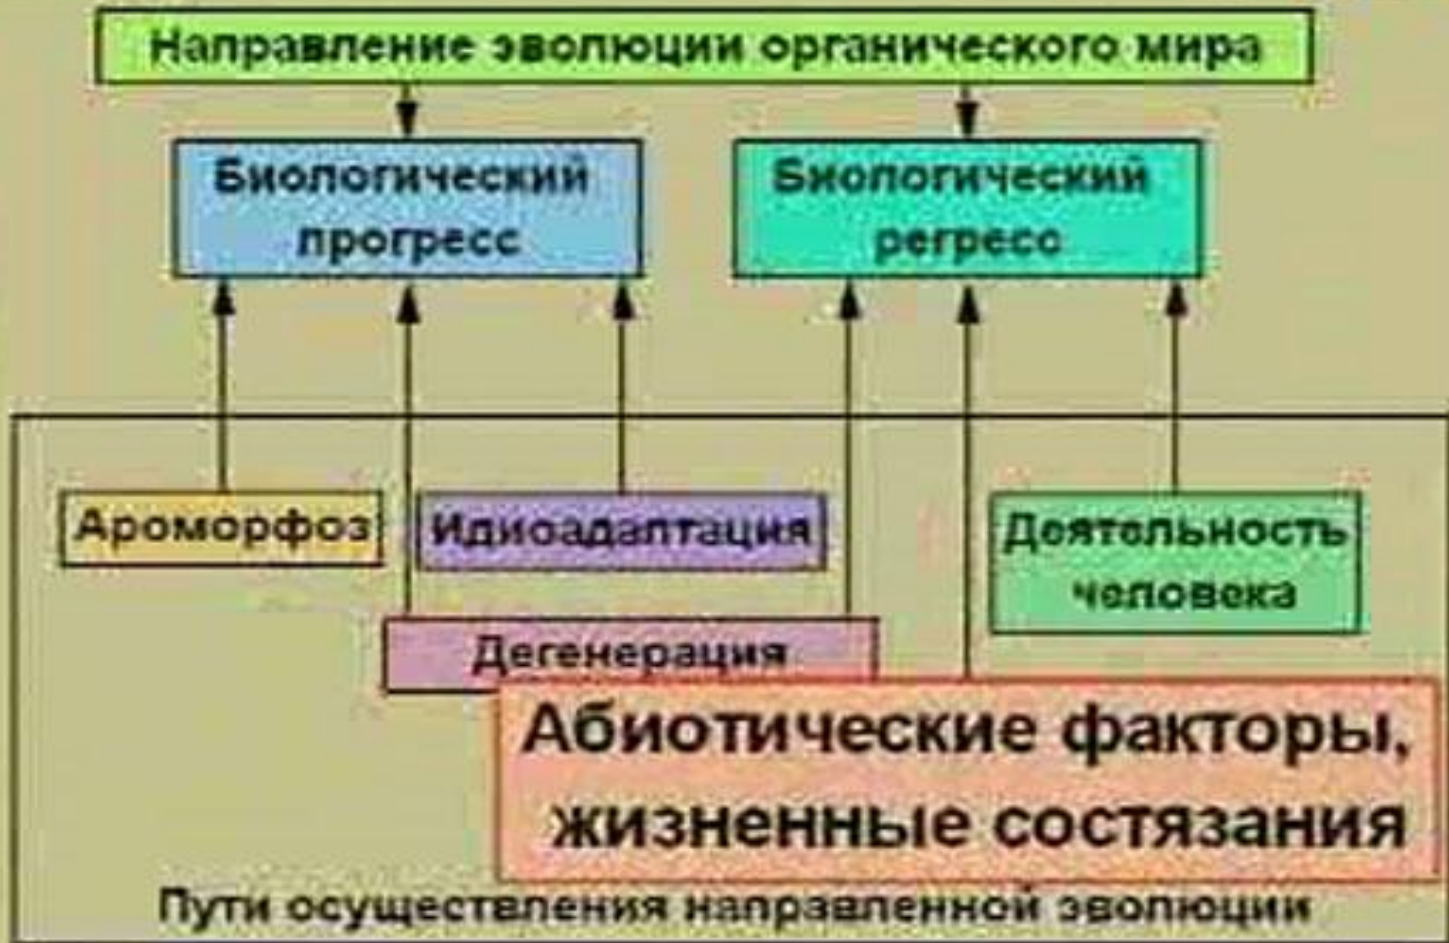 Направление эволюции органического мира
Биологический
прогресс
Биологический
регресс
Ароморфоз
Идиоадаптация
Деятельность
человека
Дегенерация
Абиотические факторы,
жизненные состязания
Пути осуществления направленной эволюции